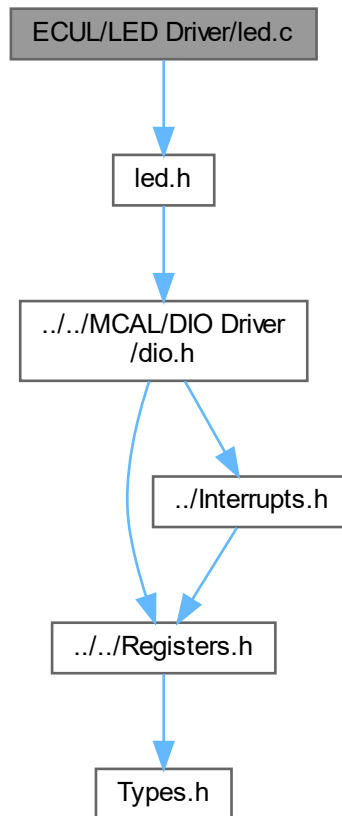 ECUL/LED Driver/led.c
led.h
../../MCAL/DIO Driver
/dio.h
../Interrupts.h
../../Registers.h
Types.h